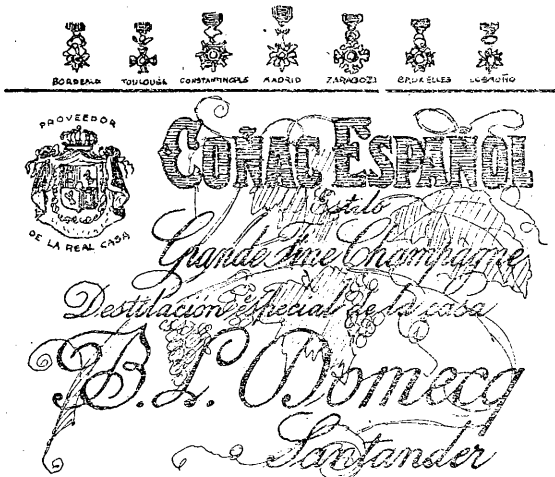 BORDEAUX TOULOUSE CONSTANTINOPLE MADRID ZARAGOZA BRUXELLES LOGROÑO
PROVEEDOR
DE LA REAL CASA
COÑAC ESPAÑOL
Estilo
Grande Fine Champagne
Destilación especial de la casa
B. L. Domecq
Santander